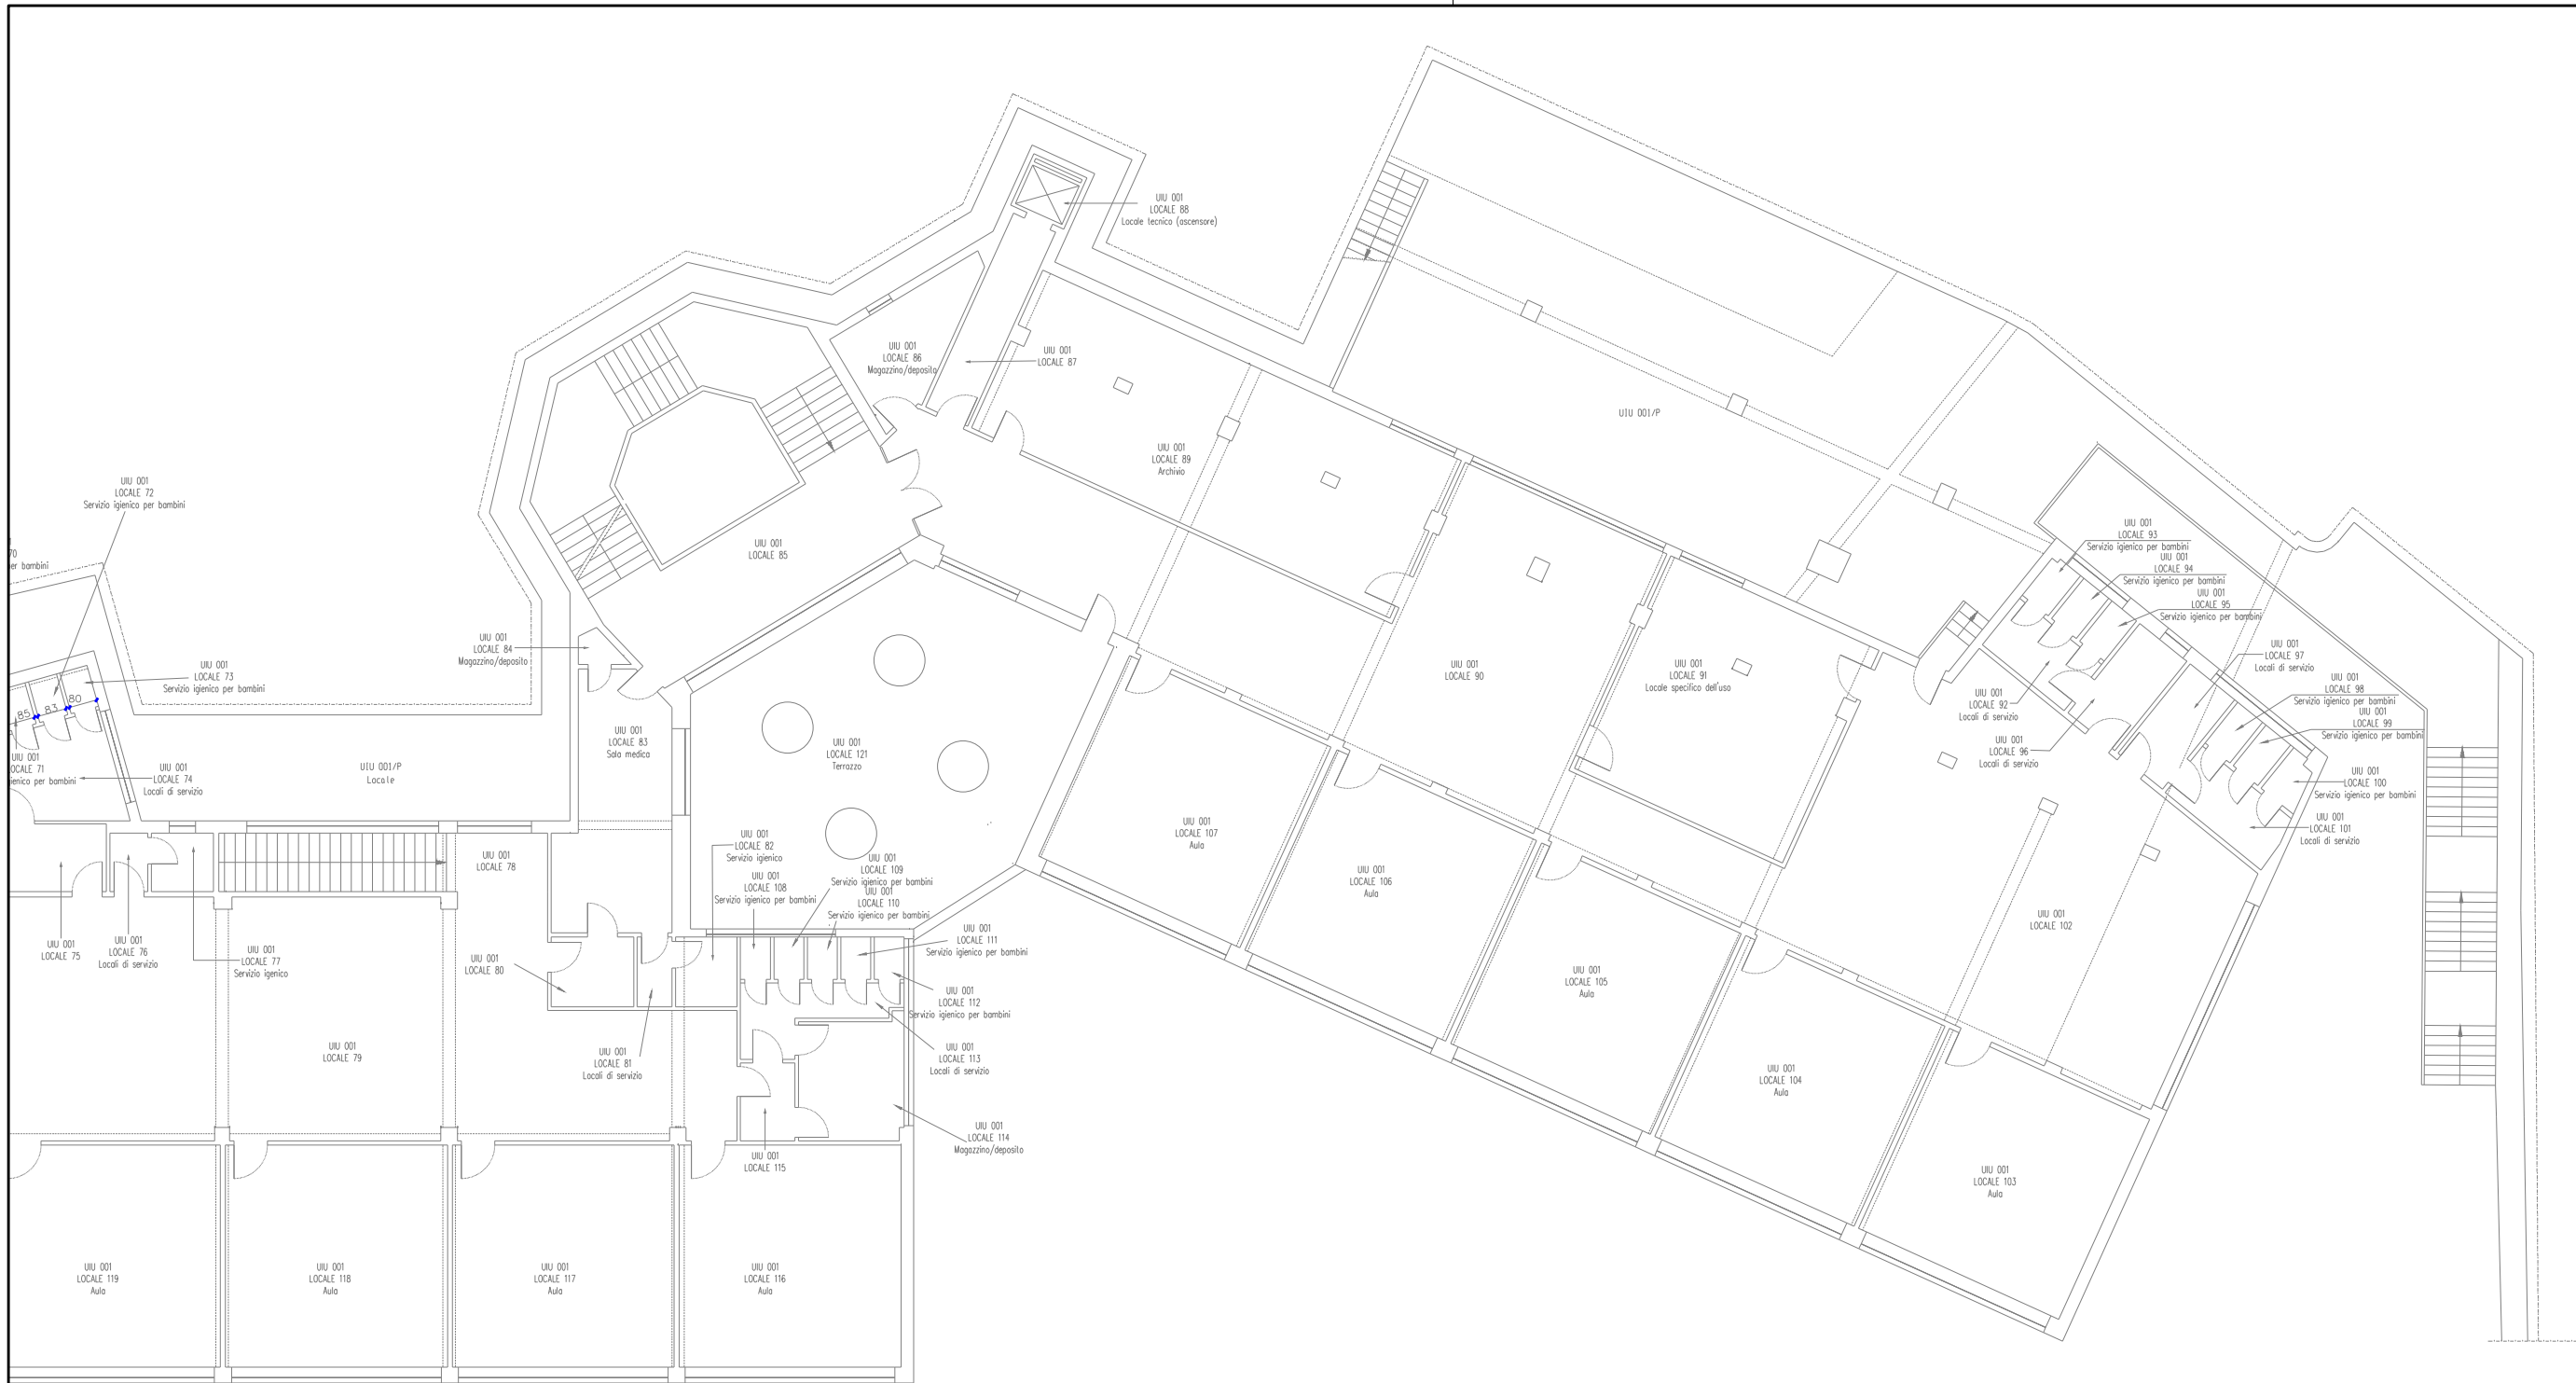 UIU 001
LOCALE 88
Locale tecnico (ascensore)
UIU 001
LOCALE 86
Magazzino/deposito
UIU 001
LOCALE 87
UIU 001/P
UIU 001
LOCALE 89
Archivio
UIU 001
LOCALE 72
Servizio igienico per bambini
70
er bambini
UIU 001
LOCALE 85
UIU 001
LOCALE 93
Servizio igienico per bambini
UIU 001
LOCALE 94
Servizio igienico per bambini
UIU 001
LOCALE 95
Servizio igienico per bambini
UIU 001
LOCALE 84
Magazzino/deposito
UIU 001
LOCALE 73
Servizio igienico per bambini
UIU 001
LOCALE 90
UIU 001
LOCALE 91
Locale specifico dell'uso
UIU 001
LOCALE 97
Locali di servizio
UIU 001
LOCALE 98
Servizio igienico per bambini
UIU 001
LOCALE 99
Servizio igienico per bambini
UIU 001
LOCALE 92
Locali di servizio
UIU 001
LOCALE 96
Locali di servizio
85
83
80
UIU 001
LOCALE 83
Sala medica
UIU 001
LOCALE 121
Terrazzo
UIU 001
OCALE 71
ienico per bambini
UIU 001
LOCALE 74
Locali di servizio
UIU 001/P
Locale
UIU 001
LOCALE 100
Servizio igienico per bambini
UIU 001
LOCALE 101
Locali di servizio
UIU 001
LOCALE 107
Aula
UIU 001
LOCALE 82
Servizio igienico
UIU 001
LOCALE 78
UIU 001
LOCALE 109
Servizio igienico per bambini
UIU 001
LOCALE 108
Servizio igienico per bambini
UIU 001
LOCALE 110
Servizio igienico per bambini
UIU 001
LOCALE 106
Aula
UIU 001
LOCALE 102
UIU 001
LOCALE 75
UIU 001
LOCALE 76
Locali di servizio
UIU 001
LOCALE 77
Servizio igenico
UIU 001
LOCALE 80
UIU 001
LOCALE 111
Servizio igienico per bambini
UIU 001
LOCALE 105
Aula
UIU 001
LOCALE 112
Servizio igienico per bambini
UIU 001
LOCALE 79
UIU 001
LOCALE 81
Locali di servizio
UIU 001
LOCALE 113
Locali di servizio
UIU 001
LOCALE 104
Aula
UIU 001
LOCALE 114
Magazzino/deposito
UIU 001
LOCALE 115
UIU 001
LOCALE 103
Aula
UIU 001
LOCALE 119
Aula
UIU 001
LOCALE 118
Aula
UIU 001
LOCALE 117
Aula
UIU 001
LOCALE 116
Aula